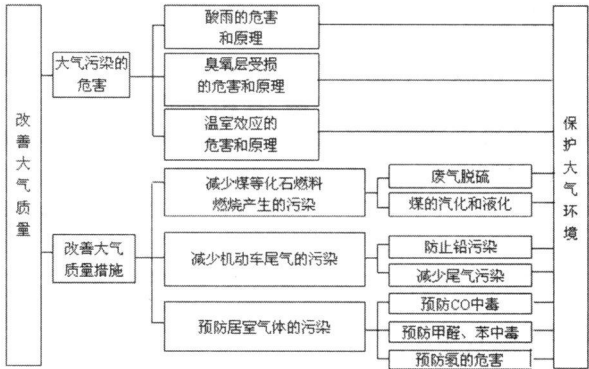 改善大气质量
大气污染的
危害
酸雨的危害
和原理
臭氧层受损
的危害和原理
温室效应的
危害和原理
改善大气
质量措施
减少煤等化石燃料
燃烧产生的污染
废气脱硫
煤的汽化和液化
减少机动车尾气的污染
防止铅污染
减少尾气污染
预防居室气体的污染
预防CO中毒
预防甲醛、苯中毒
预防氡的危害
保护大气环境